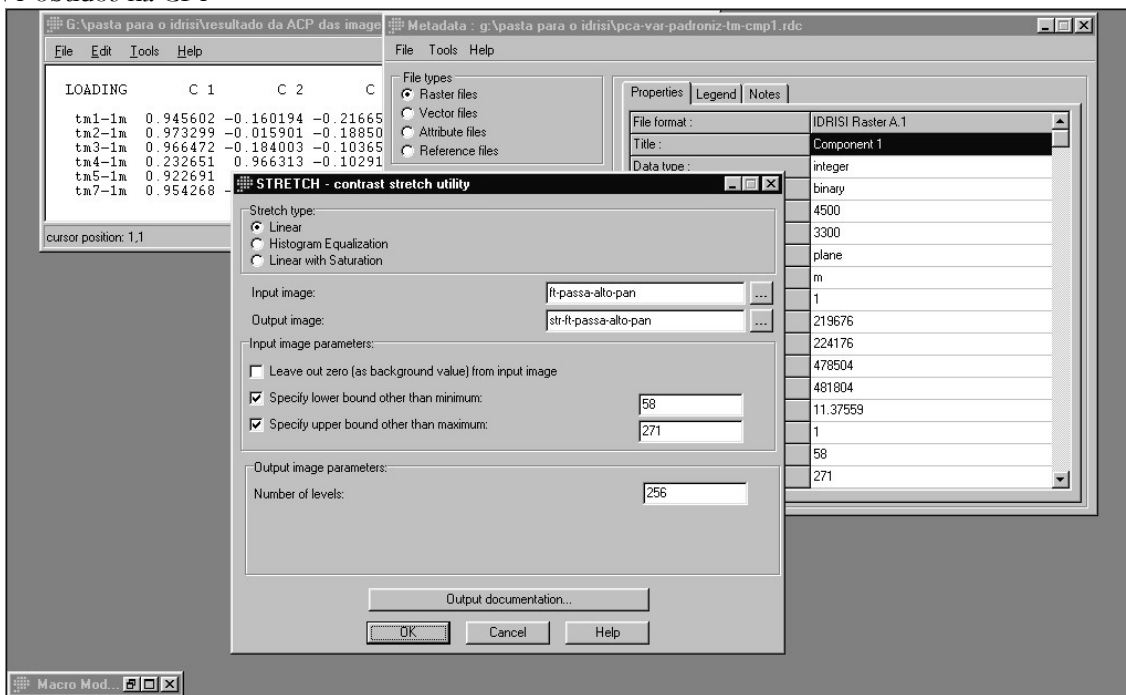 G:\pasta para o idrisi\resultado da ACP das image
File Edit Tools Help
LOADING C 1 C 2 C
tm1-1m 0.945602 -0.160194 -0.21665
tm2-1m 0.973299 -0.015901 -0.18850
tm3-1m 0.966472 -0.184003 -0.10365
tm4-1m 0.232651 0.966313 -0.10291
tm5-1m 0.922691
tm7-1m 0.954268 -
cursor position: 1,1
Metadata : g:\pasta para o idrisi\pca-var-padroniz-tm-cmp1.rdc
File Tools Help
File types
Raster files
Vector files
Attribute files
Reference files
Properties Legend Notes
File format : IDRISI Raster A.1
Title : Component 1
Data type : integer
binary
4500
3300
plane
m
1
219676
224176
478504
481804
11.37559
1
58
271
STRETCH - contrast stretch utility
Stretch type:
Linear
Histogram Equalization
Linear with Saturation
Input image: ft-passa-alto-pan ...
Output image: str-ft-passa-alto-pan ...
Input image parameters:
Leave out zero (as background value) from input image
Specify lower bound other than minimum: 58
Specify upper bound other than maximum: 271
Output image parameters:
Number of levels: 256
Output documentation...
OK Cancel Help
Macro Mod...